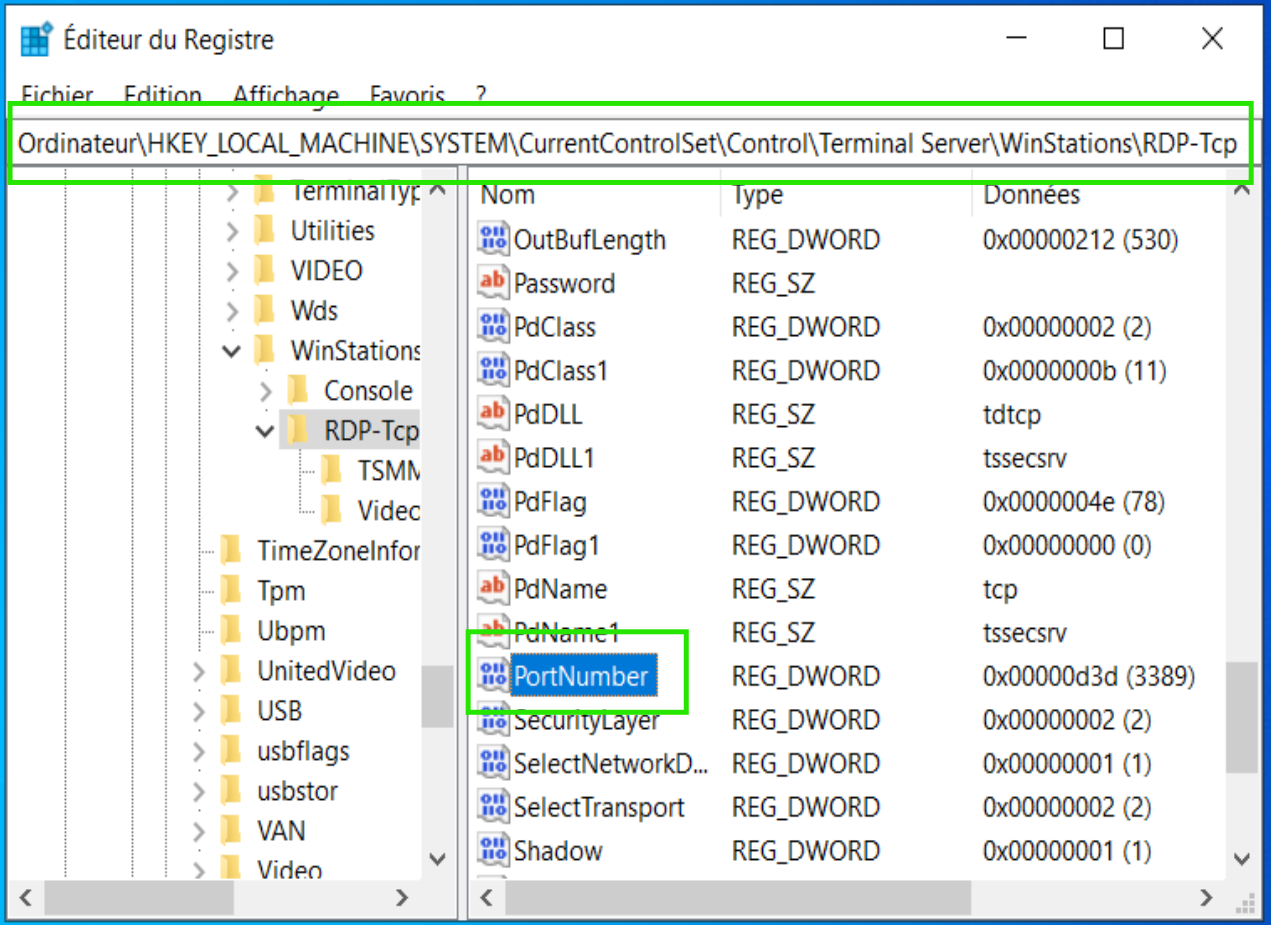 Éditeur du Registre
Fichier Edition Affichage Favoris ?
Ordinateur\HKEY_LOCAL_MACHINE\SYSTEM\CurrentControlSet\Control\Terminal Server\WinStations\RDP-Tcp
TerminalTyp
Utilities
VIDEO
Wds
WinStations
Console
RDP-Tcp
TSMM
Video
TimeZoneInfor
Tpm
Ubpm
UnitedVideo
USB
usbflags
usbstor
VAN
Video
Nom Type Données
OutBufLength REG_DWORD 0x00000212 (530)
Password REG_SZ
PdClass REG_DWORD 0x00000002 (2)
PdClass1 REG_DWORD 0x0000000b (11)
PdDLL REG_SZ tdtcp
PdDLL1 REG_SZ tssecsrv
PdFlag REG_DWORD 0x0000004e (78)
PdFlag1 REG_DWORD 0x00000000 (0)
PdName REG_SZ tcp
PdName1 REG_SZ tssecsrv
PortNumber REG_DWORD 0x00000d3d (3389)
SecurityLayer REG_DWORD 0x00000002 (2)
SelectNetworkD... REG_DWORD 0x00000001 (1)
SelectTransport REG_DWORD 0x00000002 (2)
Shadow REG_DWORD 0x00000001 (1)